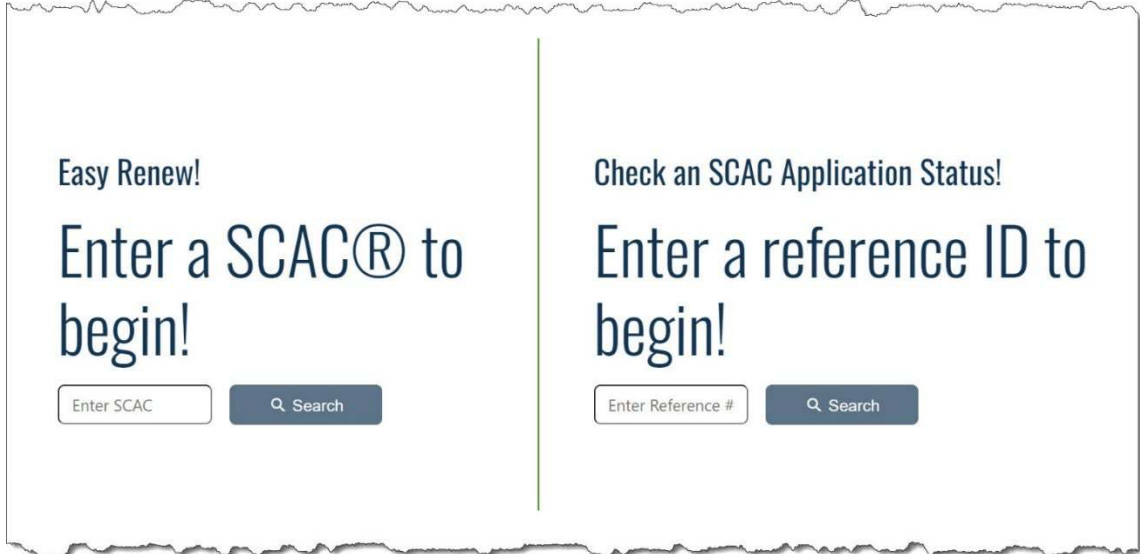 Easy Renew!
Enter a SCAC® to
begin!
Enter SCAC
Search
Check an SCAC Application Status!
Enter a reference ID to
begin!
Enter Reference #
Search